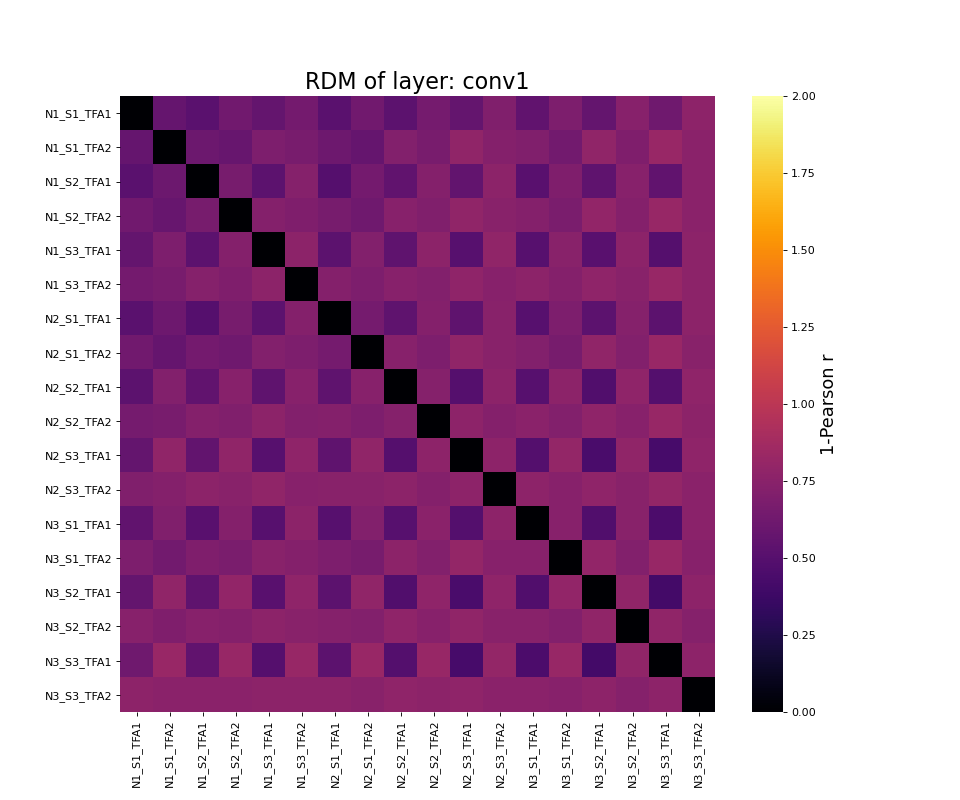 RDM of layer: conv1
N1_S1_TFA1
N1_S1_TFA2
N1_S2_TFA1
N1_S2_TFA2
N1_S3_TFA1
N1_S3_TFA2
N2_S1_TFA1
N2_S1_TFA2
N2_S2_TFA1
N2_S2_TFA2
N2_S3_TFA1
N2_S3_TFA2
N3_S1_TFA1
N3_S1_TFA2
N3_S2_TFA1
N3_S2_TFA2
N3_S3_TFA1
N3_S3_TFA2
N1_S1_TFA1
N1_S1_TFA2
N1_S2_TFA1
N1_S2_TFA2
N1_S3_TFA1
N1_S3_TFA2
N2_S1_TFA1
N2_S1_TFA2
N2_S2_TFA1
N2_S2_TFA2
N2_S3_TFA1
N2_S3_TFA2
N3_S1_TFA1
N3_S1_TFA2
N3_S2_TFA1
N3_S2_TFA2
N3_S3_TFA1
N3_S3_TFA2
2.00
1.75
1.50
1.25
1.00
0.75
0.50
0.25
0.00
1-Pearson r